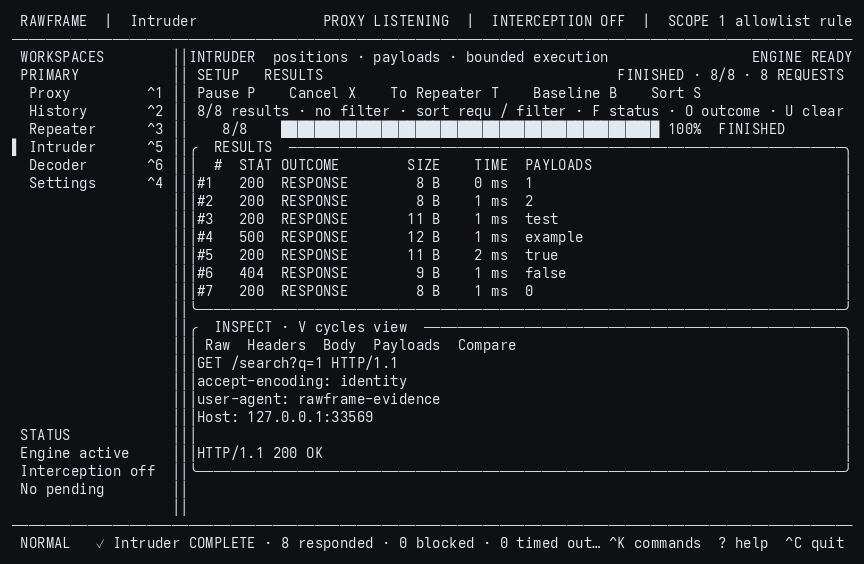 RAWFRAME | Intruder PROXY LISTENING | INTERCEPTION OFF | SCOPE 1 allowlist rule
WORKSPACES
PRIMARY
Proxy ^1
History ^2
Repeater ^3
Intruder ^5
Decoder ^6
Settings ^4
STATUS
Engine active
Interception off
No pending
INTRUDER positions · payloads · bounded execution ENGINE READY
SETUP RESULTS FINISHED · 8/8 · 8 REQUESTS
Pause P Cancel X To Repeater T Baseline B Sort S
8/8 results · no filter · sort requ / filter · F status · O outcome · U clear
8/8 100% FINISHED
RESULTS
# STAT OUTCOME SIZE TIME PAYLOADS
#1 200 RESPONSE 8 B 0 ms 1
#2 200 RESPONSE 8 B 1 ms 2
#3 200 RESPONSE 11 B 1 ms test
#4 500 RESPONSE 12 B 1 ms example
#5 200 RESPONSE 11 B 2 ms true
#6 404 RESPONSE 9 B 1 ms false
#7 200 RESPONSE 8 B 1 ms 0
INSPECT · V cycles view
Raw Headers Body Payloads Compare
GET /search?q=1 HTTP/1.1
accept-encoding: identity
user-agent: rawframe-evidence
Host: 127.0.0.1:33569
HTTP/1.1 200 OK
NORMAL ✓ Intruder COMPLETE · 8 responded · 0 blocked · 0 timed out… ^K commands ? help ^C quit